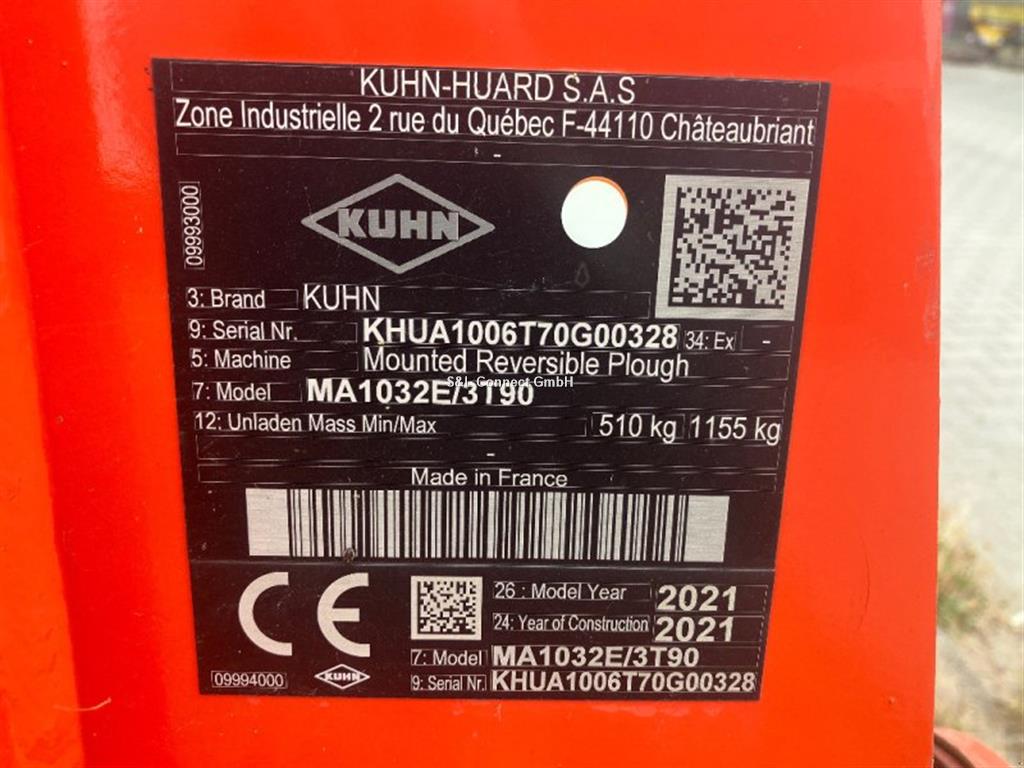 KUHN-HUARD S.A.S
Zone Industrielle 2 rue du Québec F-44110 Châteaubriant
-
09993000
KUHN
3: Brand KUHN
9: Serial Nr. KHUA1006T70G00328 34: Ex -
5: Machine Mounted Reversible Plough
S&L Connect GmbH
7: Model MA1032E/3T90
12: Unladen Mass Min/Max 510 kg 1155 kg
-
Made in France
CE
26 : Model Year 2021
24: Year of Construction 2021
7: Model MA1032E/3T90
09994000 KUHN 9: Serial Nr. KHUA1006T70G00328